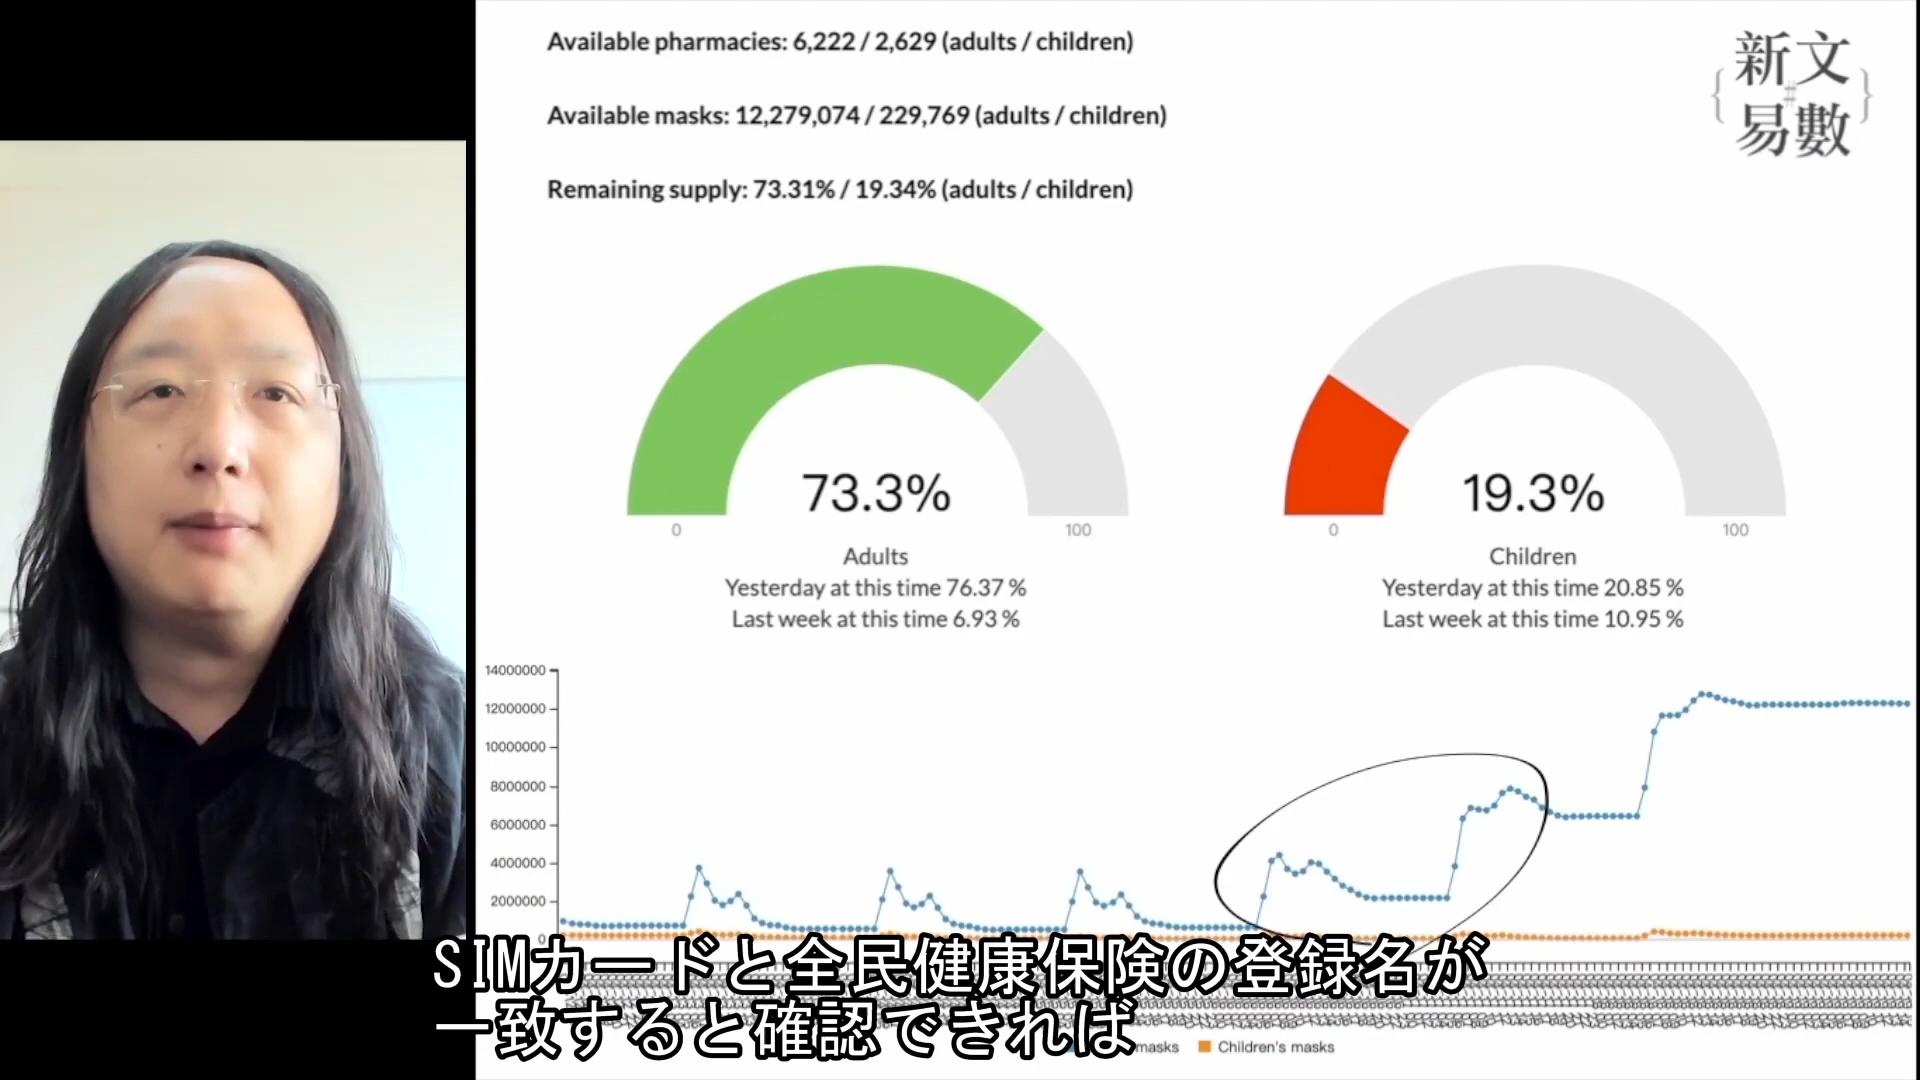 Available pharmacies: 6,222 / 2,629 (adults / children)
新文
易數
Available masks: 12,279,074 / 229,769 (adults / children)
Remaining supply: 73.31% / 19.34% (adults / children)
73.3%
0
100
Adults
Yesterday at this time 76.37 %
Last week at this time 6.93 %
19.3%
0
100
Children
Yesterday at this time 20.85 %
Last week at this time 10.95 %
14000000
12000000
10000000
8000000
6000000
4000000
2000000
0
SIMカードと全民健康保険の登録名が
一致すると確認できれば
masks
Children's masks